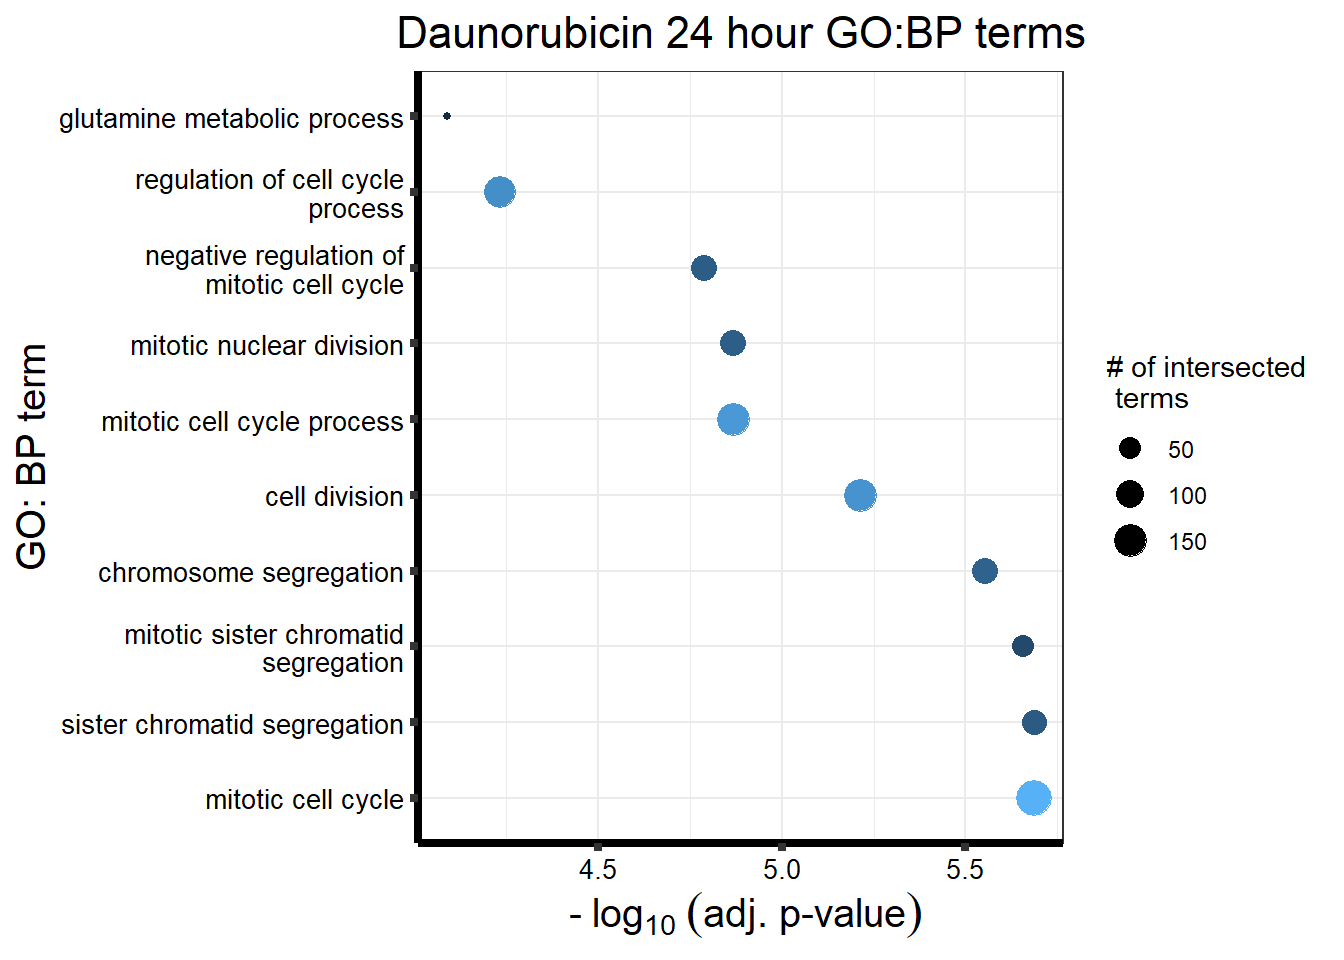 Daunorubicin 24 hour GO:BP terms
glutamine metabolic process
regulation of cell cycle
process
negative regulation of
mitotic cell cycle
mitotic nuclear division
mitotic cell cycle process
cell division
chromosome segregation
mitotic sister chromatid
segregation
sister chromatid segregation
mitotic cell cycle
GO: BP term
4.5 5.0 5.5
- log10 (adj. p-value)
# of intersected
terms
50
100
150